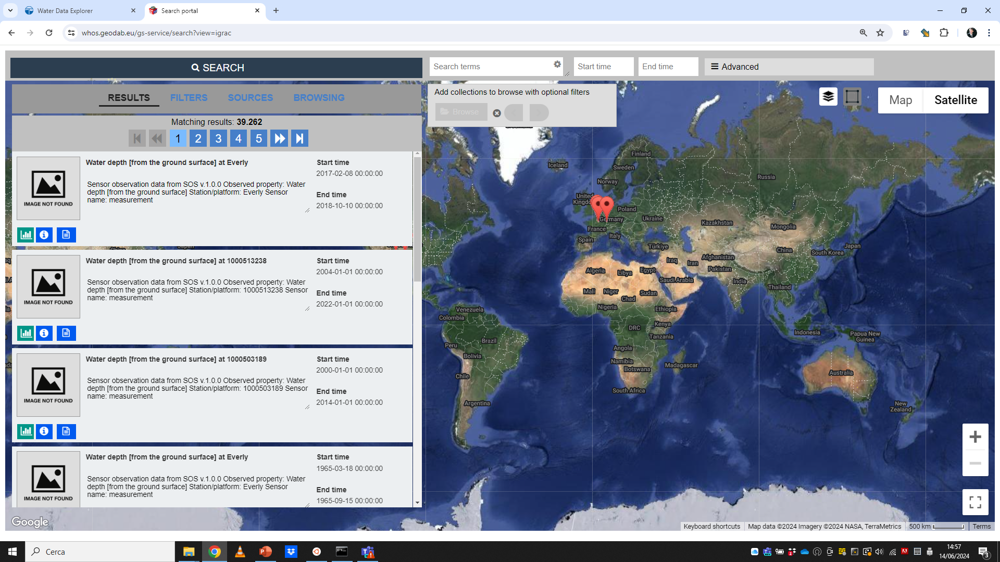 Water Data Explorer
Search portal
whos.geodab.eu/gs-service/search?view=igrac
SEARCH
Search terms
Start time
End time
Advanced
RESULTS FILTERS SOURCES BROWSING
Matching results: 39.262
1 2 3 4 5
Add collections to browse with optional filters
Browse
Map Satellite
IMAGE NOT FOUND
Water depth [from the ground surface] at Everly
Sensor observation data from SOS v.1.0.0 Observed property: Water
depth [from the ground surface] Station/platform: Everly Sensor
name: measurement
Start time
2017-02-08 00:00:00
End time
2018-10-10 00:00:00
IMAGE NOT FOUND
Water depth [from the ground surface] at 1000513238
Sensor observation data from SOS v.1.0.0 Observed property: Water
depth [from the ground surface] Station/platform: 1000513238 Sensor
name: measurement
Start time
2004-01-01 00:00:00
End time
2022-01-01 00:00:00
IMAGE NOT FOUND
Water depth [from the ground surface] at 1000503189
Sensor observation data from SOS v.1.0.0 Observed property: Water
depth [from the ground surface] Station/platform: 1000503189 Sensor
name: measurement
Start time
2000-01-01 00:00:00
End time
2014-01-01 00:00:00
IMAGE NOT FOUND
Water depth [from the ground surface] at Everly
Sensor observation data from SOS v.1.0.0 Observed property: Water
depth [from the ground surface] Station/platform: Everly Sensor
name: measurement
Start time
1965-03-18 00:00:00
End time
1965-09-15 00:00:00
Iceland
Finland
Sweden
Norway
Russia
United
Poland
Germany
Ukraine
France
Kazakhstan
Mongolia
Italy
Spain
Türkiye
Japan
China
South Korea
Iraq
Afghanistan
Iran
Pakistan
Algeria
Libya
Egypt
Saudi Arabia
India
Thailand
Mali
Niger
Sudan
Chad
Nigeria
Ethiopia
Venezuela
Colombia
DRC
Kenya
Tanzania
Indonesia
Papua New
Guinea
Brazil
Peru
Angola
Bolivia
Namibia
Botswana
Madagascar
Australia
Chile
South Africa
Argentina
New
Zealand
Google
Keyboard shortcuts
Map data ©2024 Imagery ©2024 NASA, TerraMetrics
500 km
Terms
Cerca
14:57
14/06/2024
3